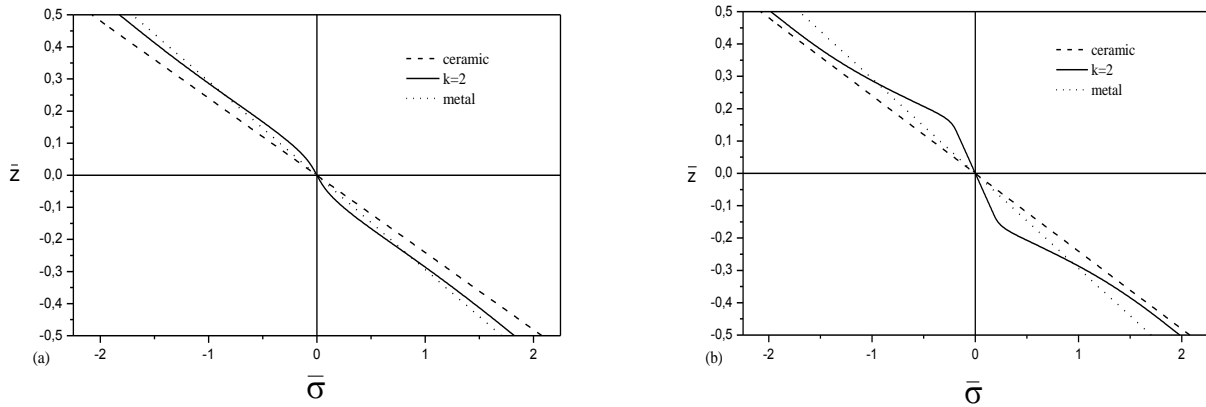 0,5
0,4
0,3
0,2
0,1
0,0
-0,1
-0,2
-0,3
-0,4
-0,5
z̄
ceramic
k=2
metal
-2
-1
0
1
2
(a)
σ̄
0,5
0,4
0,3
0,2
0,1
0,0
-0,1
-0,2
-0,3
-0,4
-0,5
z̄
ceramic
k=2
metal
-2
-1
0
1
2
(b)
σ̄